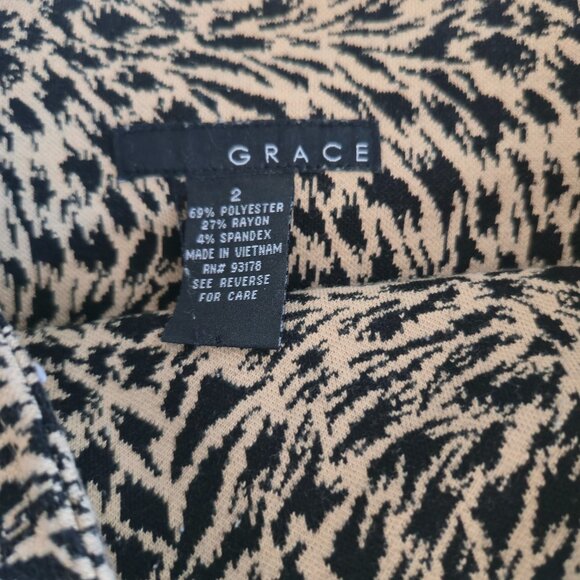 GRACE
2
69% POLYESTER
27% RAYON
4% SPANDEX
MADE IN VIETNAM
RN# 93178
SEE REVERSE
FOR CARE